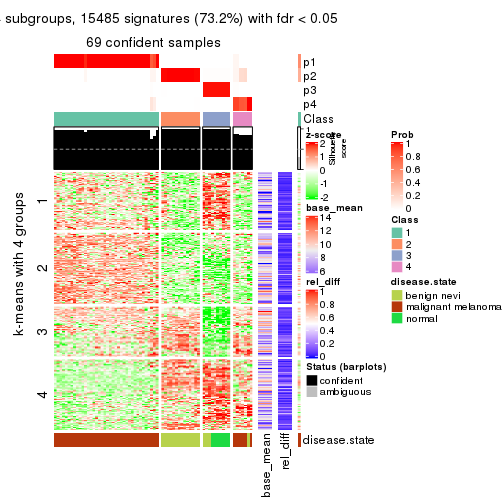 subgroups, 15485 signatures (73.2%) with fdr < 0.05
69 confident samples
p1
p2
p3
p4
Class
1
Silhouette
score
z-score
2
1
0
-1
-2
base_mean
14
12
10
8
6
rel_diff
1
0.8
0.6
0.4
0.2
0
Status (barplots)
confident
ambiguous
Prob
1
0.8
0.6
0.4
0.2
0
Class
1
2
3
4
disease.state
benign nevi
malignant melanoma
normal
k-means with 4 groups
1
2
3
4
base_mean
rel_diff
disease.state